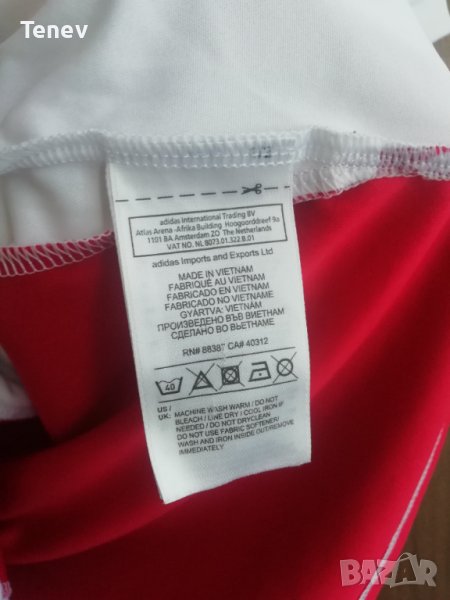 Tenev
adidas International Trading BV
Atlas Arena -Afrika Building Hoogoorddreef 9a
1101 BA Amsterdam ZO The Netherlands
VAT NO. NL 8073.01.322 B.01
adidas Imports and Exports Ltd
MADE IN VIETNAM
FABRIQUÉ AU VIETNAM
FABRICADO EN VIETNAM
FABRICADO NO VIETNAME
GYÁRTVA: VIETNAM
ПРОИЗВЕДЕНО ВЪВ ВИЕТНАМ
СДЕЛАНО ВО ВЬЕТНАМЕ
RN# 88387 CA# 40312
40
US /
UK: MACHINE WASH WARM / DO NOT
BLEACH / LINE DRY / COOL IRON IF
NEEDED / DO NOT DRYCLEAN
DO NOT USE FABRIC SOFTENER/
WASH AND IRON INSIDE OUT/REMOVE
IMMEDIATELY
BAZAR.bg